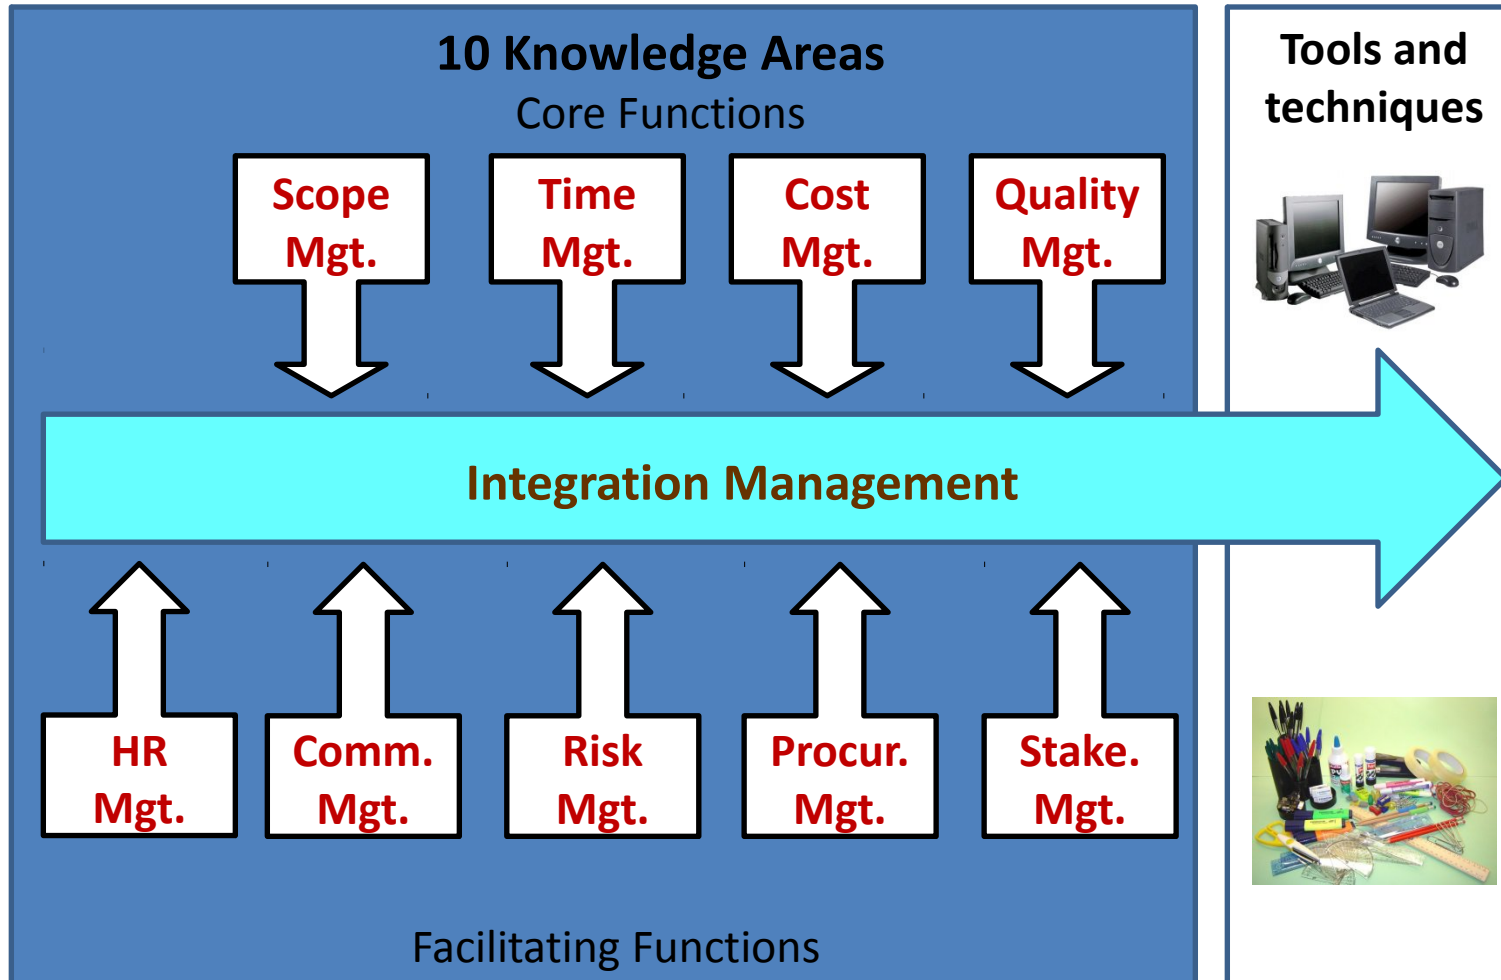 10 Knowledge Areas
Core Functions
Scope
Mgt.
Time
Mgt.
Cost
Mgt.
Quality
Mgt.
Integration Management
HR
Mgt.
Comm.
Mgt.
Risk
Mgt.
Procur.
Mgt.
Stake.
Mgt.
Facilitating Functions
Tools and
techniques